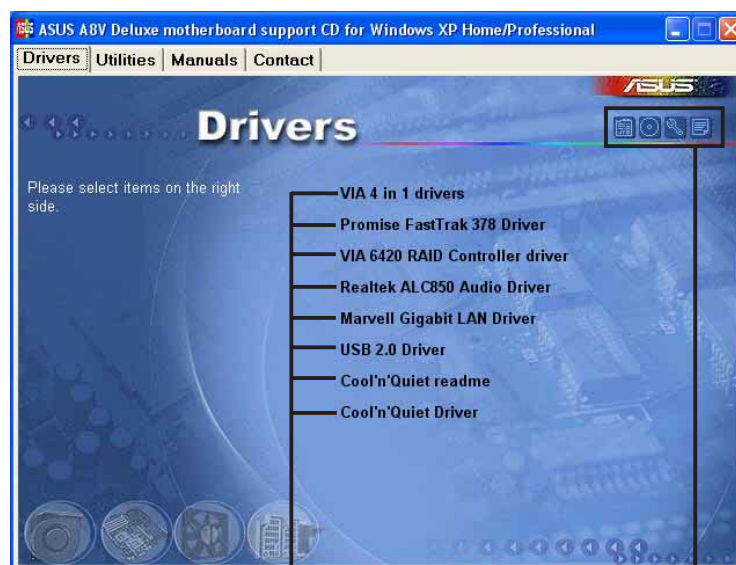 ASUS A8V Deluxe motherboard support CD for Windows XP Home/Professional
Drivers Utilities Manuals Contact
ASUS
Drivers
Please select items on the right
side.
VIA 4 in 1 drivers
Promise FastTrak 378 Driver
VIA 6420 RAID Controller driver
Realtek ALC850 Audio Driver
Marvell Gigabit LAN Driver
USB 2.0 Driver
Cool'n'Quiet readme
Cool'n'Quiet Driver